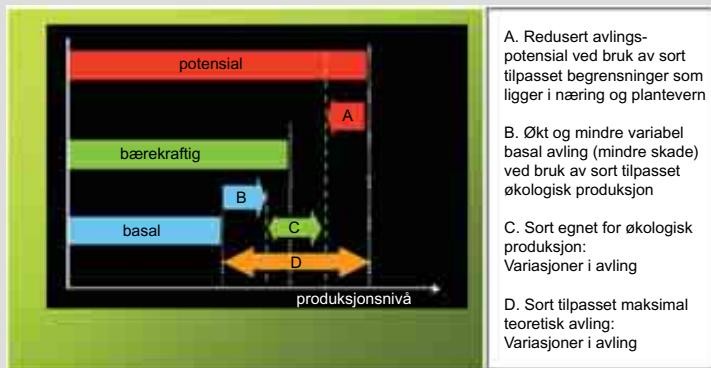 potensial
A
bærekraftig
B
C
basal
D
produksjonsnivå
A. Redusert avlings-
potensial ved bruk av sort
tilpasset begrensninger som
ligger i næring og plantevern
B. Økt og mindre variabel
basal avling (mindre skade)
ved bruk av sort tilpasset
økologisk produksjon
C. Sort egnet for økologisk
produksjon:
Variasjoner i avling
D. Sort tilpasset maksimal
teoretisk avling:
Variasjoner i avling